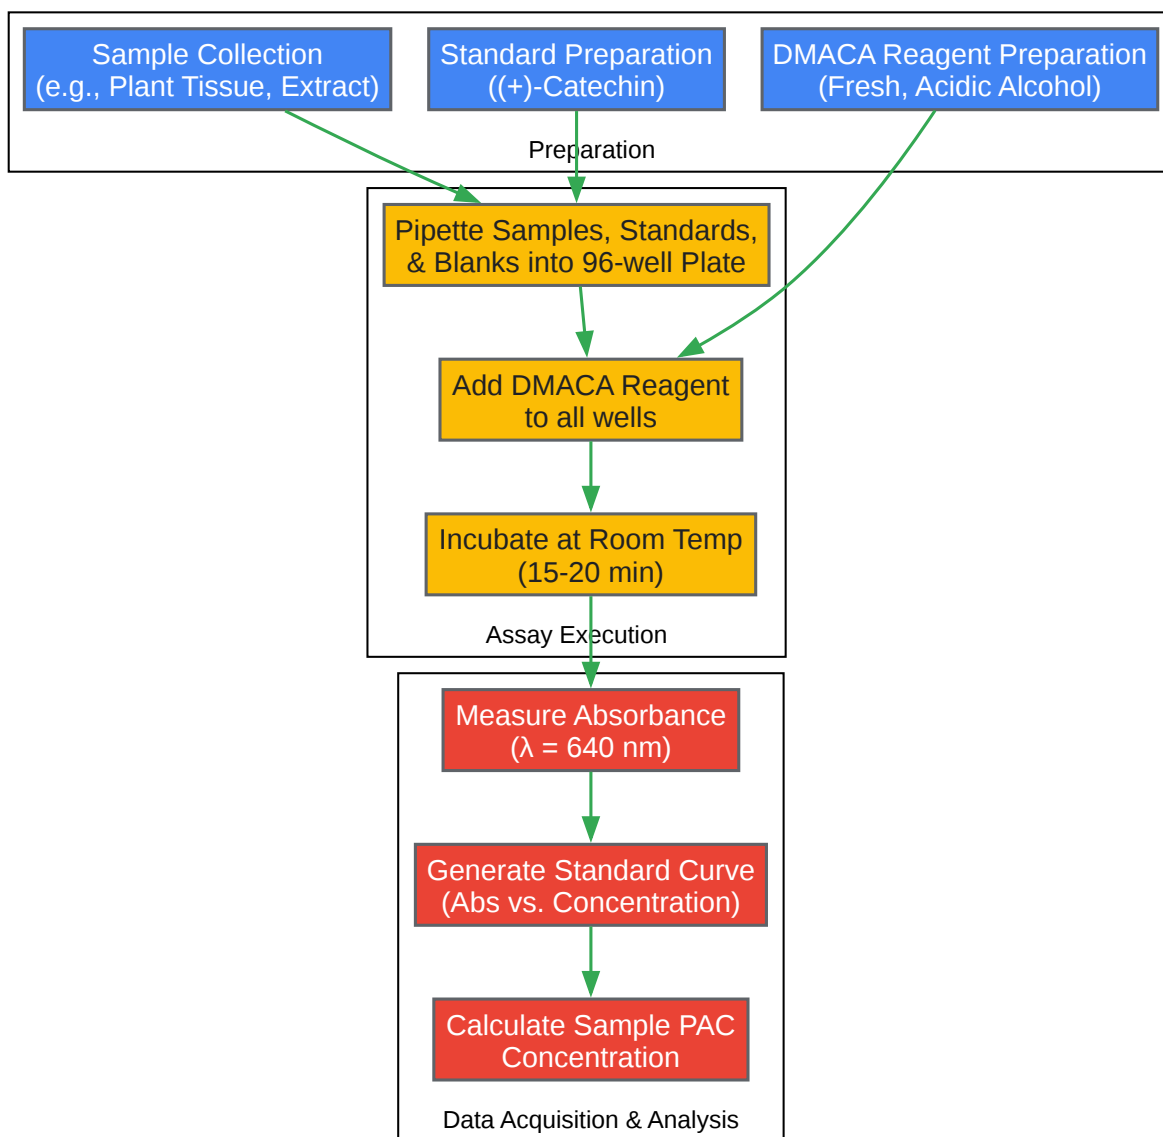 Sample Collection
(e.g., Plant Tissue, Extract)
Standard Preparation
((+)-Catechin)
DMACA Reagent Preparation
(Fresh, Acidic Alcohol)
Preparation
Pipette Samples, Standards,
& Blanks into 96-well Plate
Add DMACA Reagent
to all wells
Incubate at Room Temp
(15-20 min)
Assay Execution
Measure Absorbance
(λ = 640 nm)
Generate Standard Curve
(Abs vs. Concentration)
Calculate Sample PAC
Concentration
Data Acquisition & Analysis